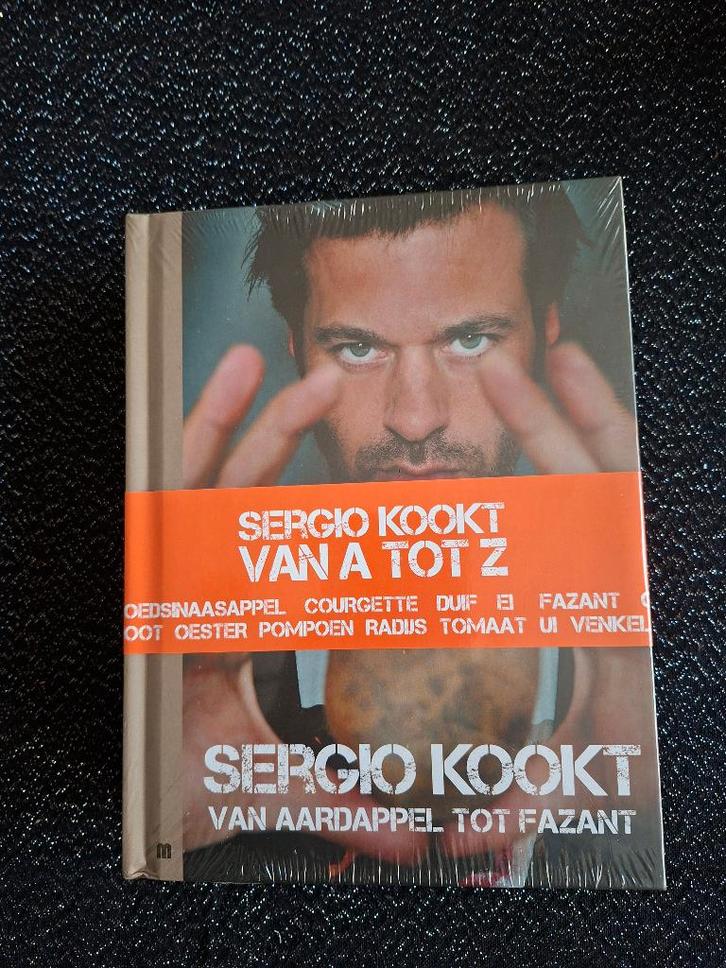 SERGIO KOOKT
VAN A TOT Z
OEDSINAASAPPEL COURGETTE DUIF EI FAZANT
OOT OESTER POMPOEN RADIJS TOMAAT UI VENKEL
SERGIO KOOKT
VAN AARDAPPEL TOT FAZANT
m